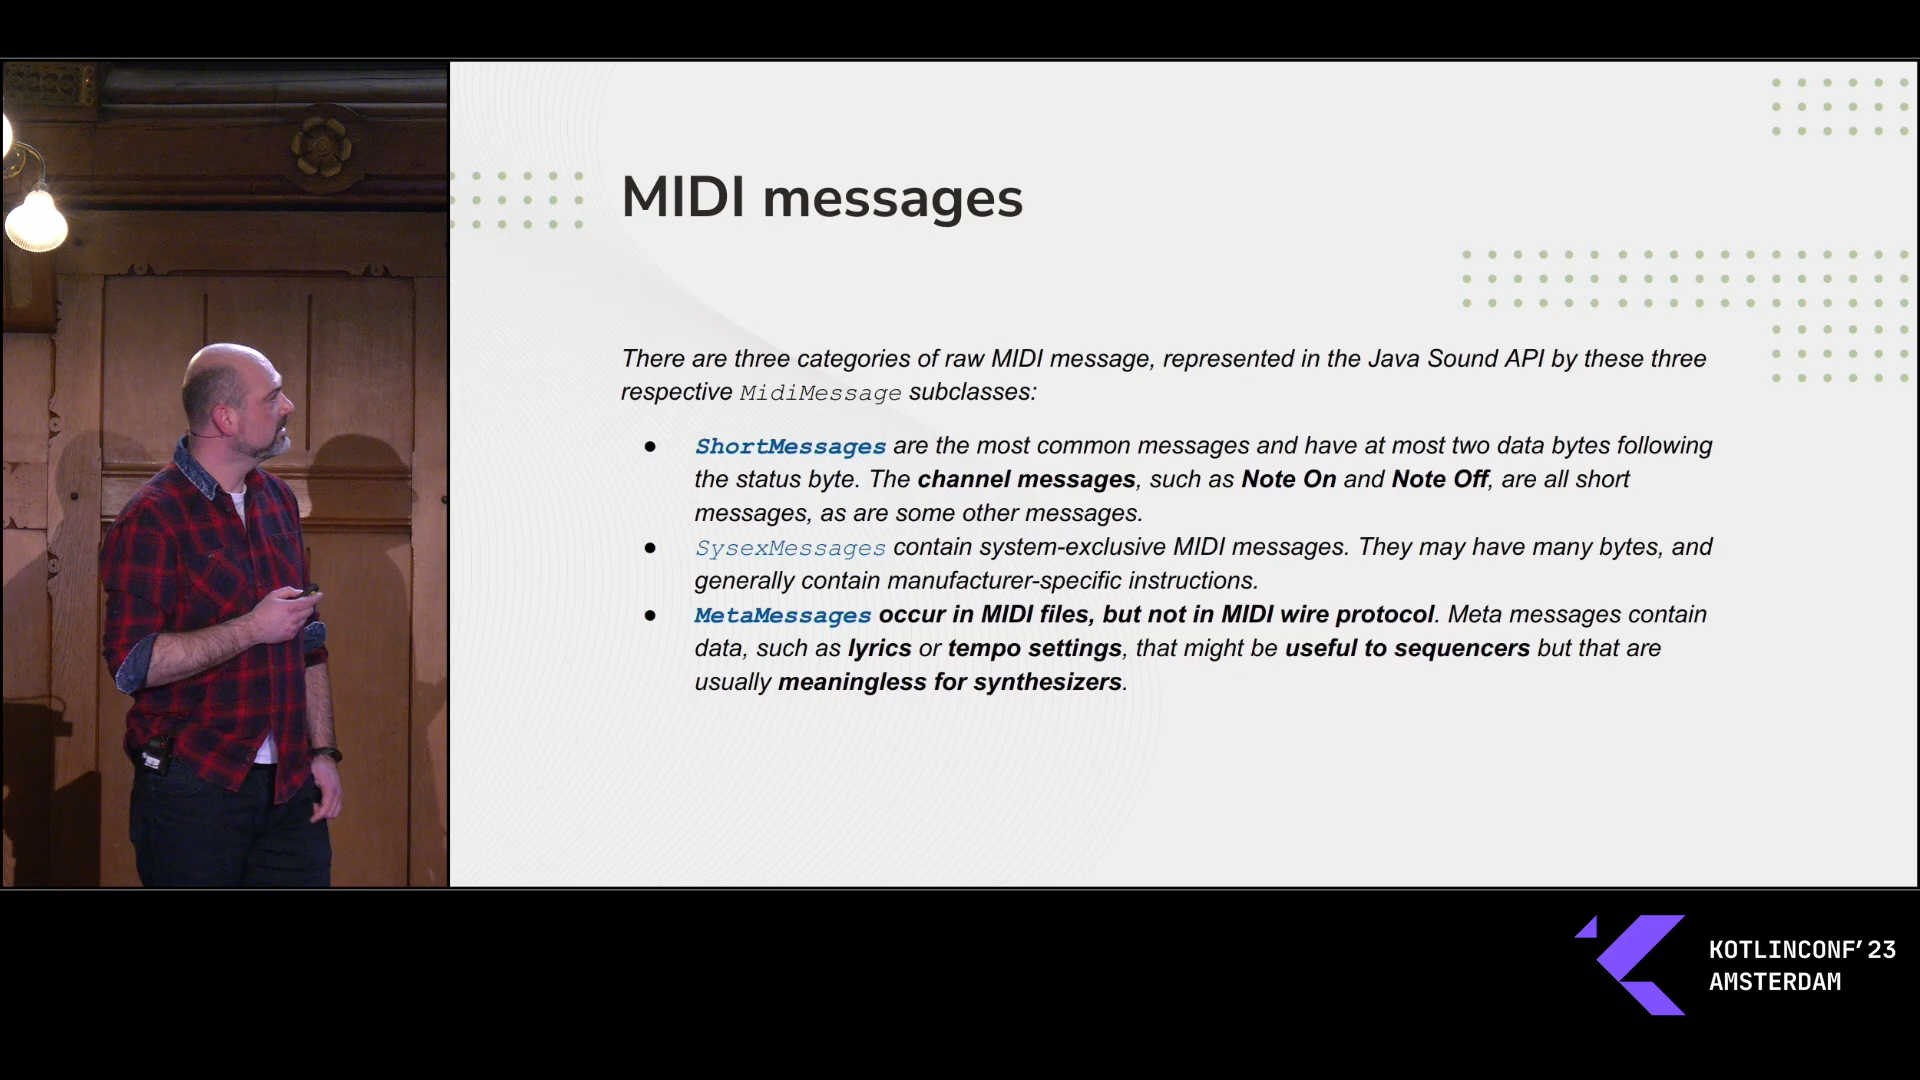 MIDI messages
There are three categories of raw MIDI message, represented in the Java Sound API by these three
respective MidiMessage subclasses:
● ShortMessages are the most common messages and have at most two data bytes following
the status byte. The channel messages, such as Note On and Note Off, are all short
messages, as are some other messages.
● SysexMessages contain system-exclusive MIDI messages. They may have many bytes, and
generally contain manufacturer-specific instructions.
● MetaMessages occur in MIDI files, but not in MIDI wire protocol. Meta messages contain
data, such as lyrics or tempo settings, that might be useful to sequencers but that are
usually meaningless for synthesizers.
KOTLINCONF'23
AMSTERDAM